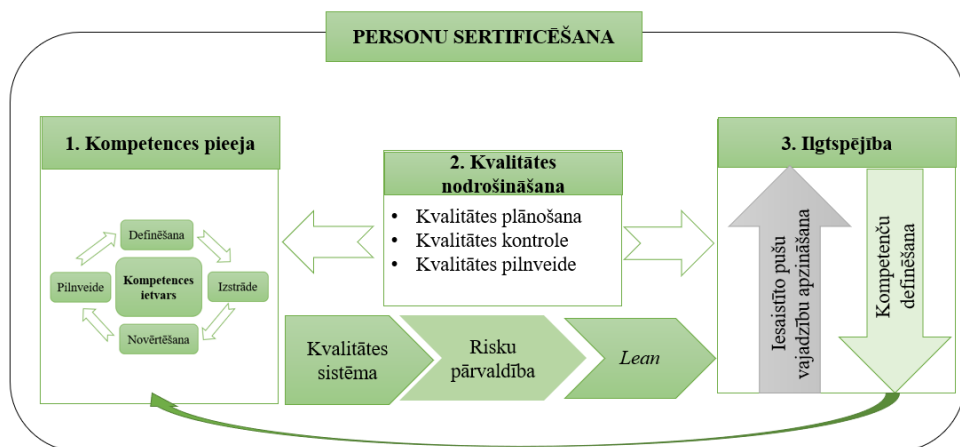 PERSONU SERTIFICĒŠANA
1. Kompetences pieeja
Definēšana
Pilnveide
Kompetences
ietvars
Izstrāde
Novērtēšana
2. Kvalitātes
nodrošināšana
• Kvalitātes plānošana
• Kvalitātes kontrole
• Kvalitātes pilnveide
Kvalitātes
sistēma
Risku
pārvaldība
Lean
3. Ilgtspējība
Iesaistīto pušu
vajadzību apzināšana
Kompetenču
definēšana